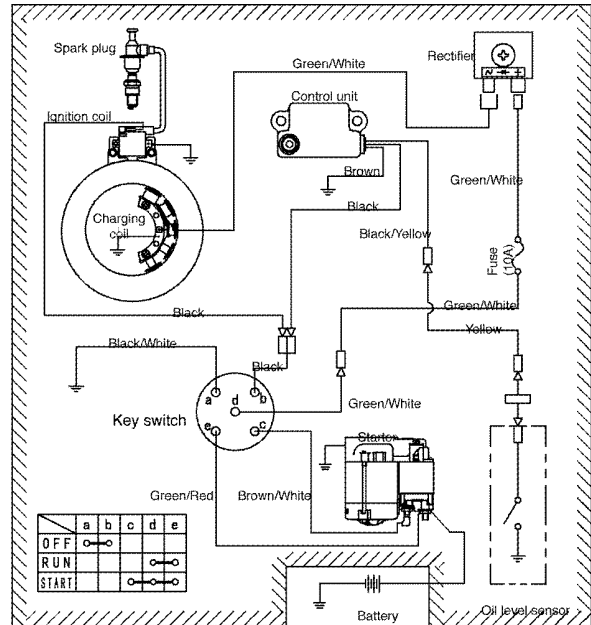 Spark plug
Green/White
Rectifier
Ignition coil
Control unit
Brown
Green/White
Black
Charging
coil
Black/Yellow
Fuse
(10A)
Green/White
Black
Yellow
Black/White
Black
a
b
d
e
c
Key switch
Green/White
Starter
Green/Red
Brown/White
a b c d e
OFF
RUN
START
Battery
Oil level sensor